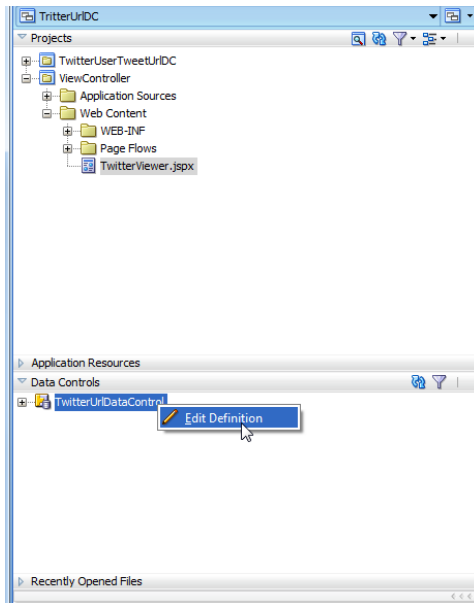 TritterUrlDC
Projects
TwitterUserTweetUrlDC
ViewController
Application Sources
Web Content
WEB-INF
Page Flows
TwitterViewer.jspx
Application Resources
Data Controls
TwitterUrlDataControl
Edit Definition
Recently Opened Files